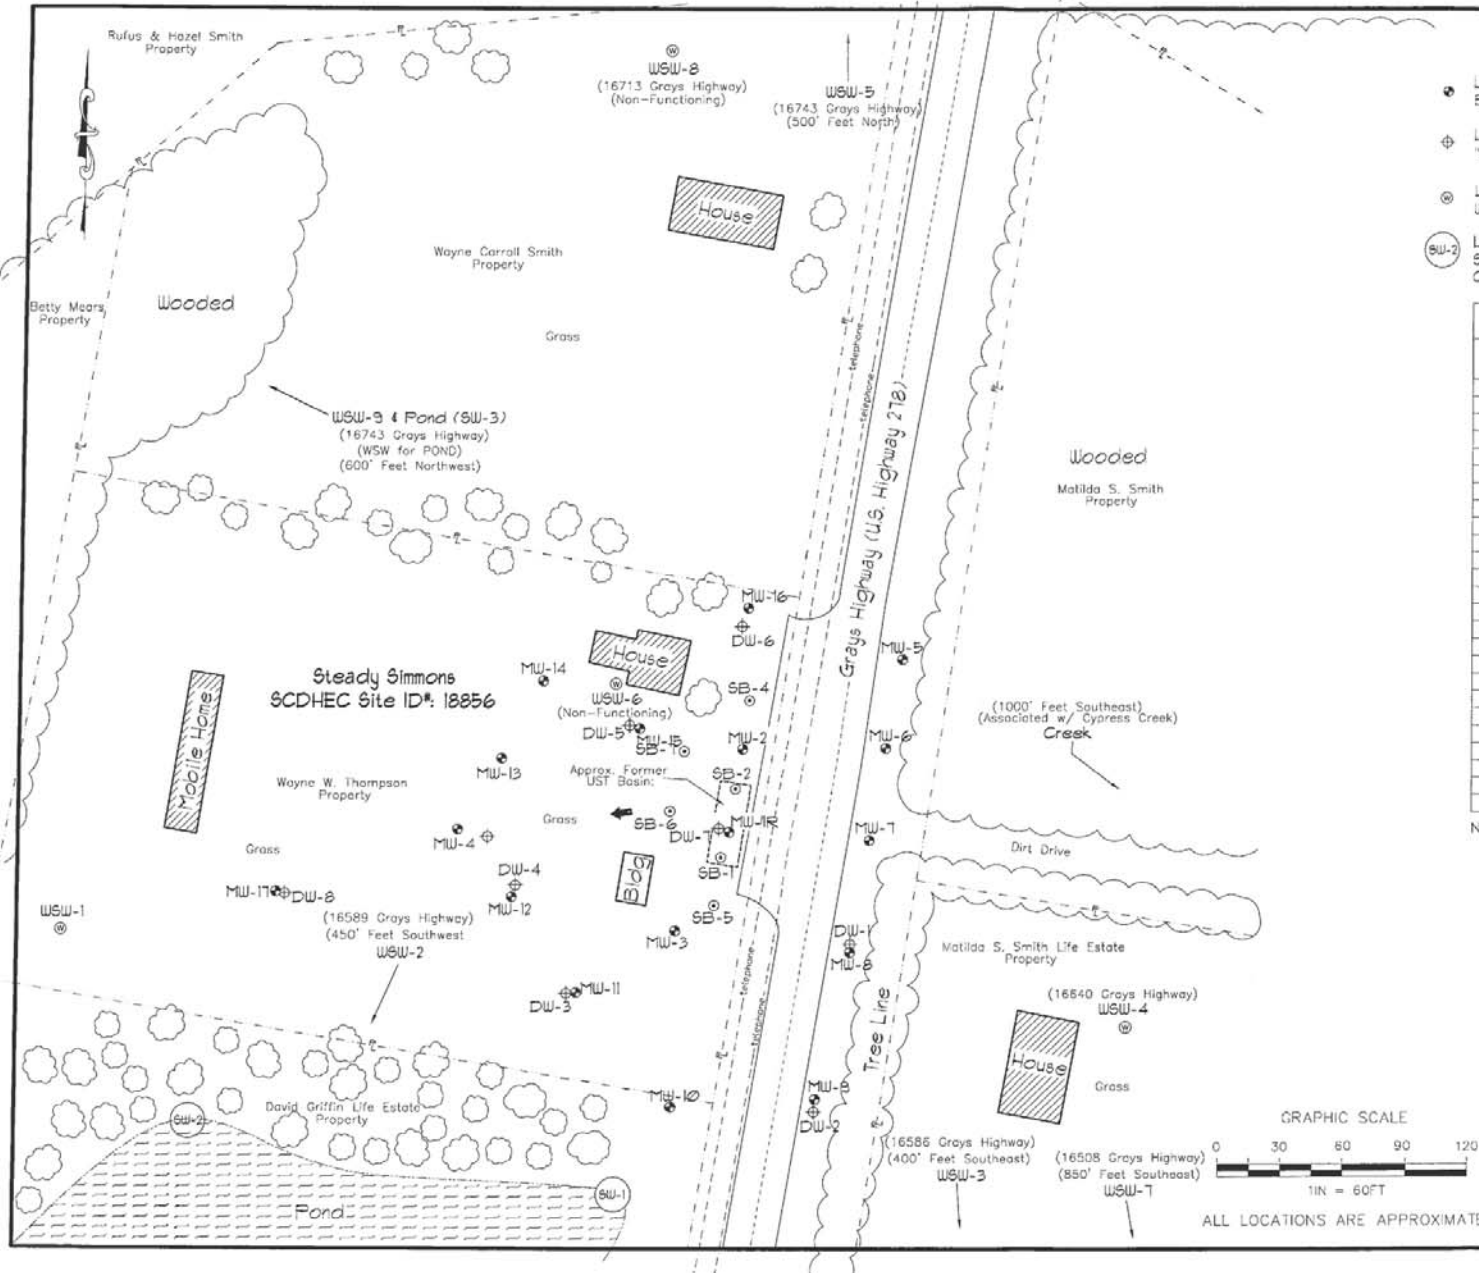 Rufus & Hazel Smith
Property
WSW-8
(16713 Grays Highway)
(Non-Functioning)
WSW-5
(16743 Grays Highway)
(500' Feet North)
House
Wayne Carroll Smith
Property
Wooded
Betty Mears
Property
Grass
SW-2
telephone
telephone
WSW-9 & Pond (SW-3)
(16743 Grays Highway)
(WSW for POND)
(600' Feet Northwest)
Grays Highway (U.S. Highway 278)
Wooded
Matilda S. Smith
Property
MW-16
DW-6
House
MW-5
Steady Simmons
SCDHEC Site ID#: 18856
MW-14
WSW-6
(Non-Functioning)
SB-4
DW-5
MW-15
SB-7
MW-2
MW-6
(1000' Feet Southeast)
(Associated w/ Cypress Creek)
Creek
Mobile Home
MW-13
Approx. Former
UST Basin:
SB-2
Wayne W. Thompson
Property
Grass
SB-6
DW-7
MW-1R
MW-7
MW-4
Dirt Drive
Grass
Bldg
SB-1
DW-4
MW-17
DW-8
MW-12
SB-5
WSW-1
(16589 Grays Highway)
(450' Feet Southwest
WSW-2
MW-3
DW-1
MW-8
Matilda S. Smith Life Estate
Property
telephone
telephone
DW-3
MW-11
Tree Line
(16640 Grays Highway)
WSW-4
House
Grass
MW-10
MW-8
DW-2
David Griffin Life Estate
Property
SW-2
SW-1
Pond
(16586 Grays Highway)
(400' Feet Southeast)
WSW-3
(16508 Grays Highway)
(850' Feet Southeast)
WSW-7
GRAPHIC SCALE
0 30 60 90 120
1IN = 60FT
ALL LOCATIONS ARE APPROXIMATE